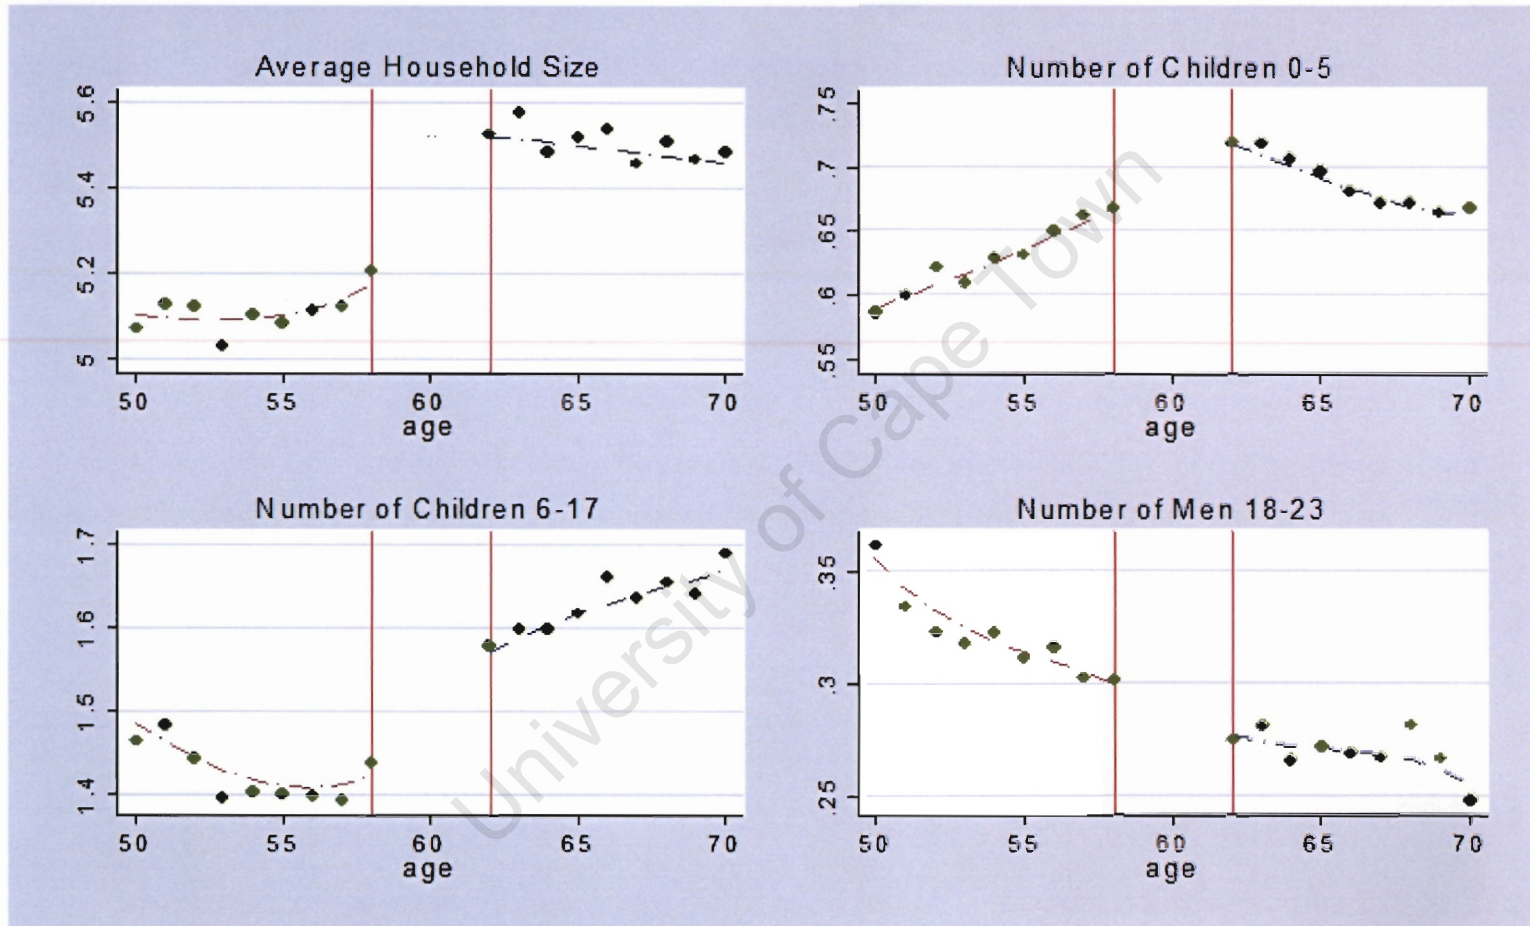 Average Household Size
5.6
5.4
5.2
5
50 55 60 65 70
age
Number of Children 0-5
.75
.7
.65
.6
.55
50 55 60 65 70
age
Number of Children 6-17
1.7
1.6
1.5
1.4
50 55 60 65 70
age
Number of Men 18-23
.35
.3
.25
50 55 60 65 70
age
University of Cape Town